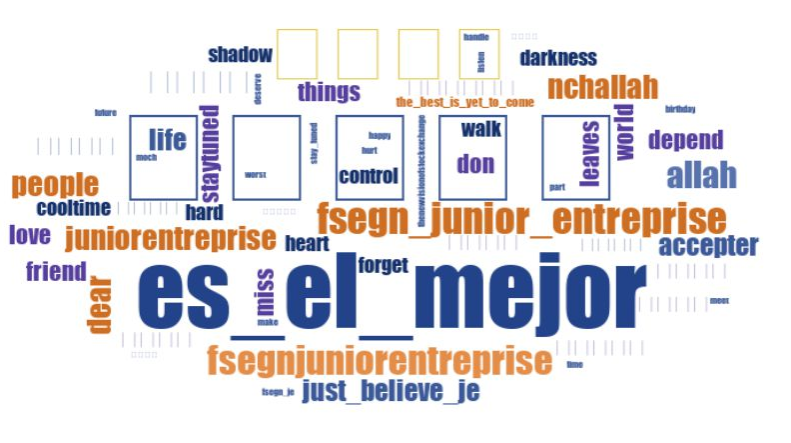 handle
shadow
listen
darkness
deserve
things
nchallah
the_best_is_yet_to_come
future
birthday
life
staytuned
stay_tuned
happy
hurt
walk
leaves
world
depend
moch
worst
control
don
part
allah
people
cooltime
hard
fsegn_junior_entreprise
love
juniorentreprise
heart
accepter
friend
dear
es_el_mejor
miss
forget
make
meet
fsegnjuniorentreprise
time
fsegn_je
just_believe_je